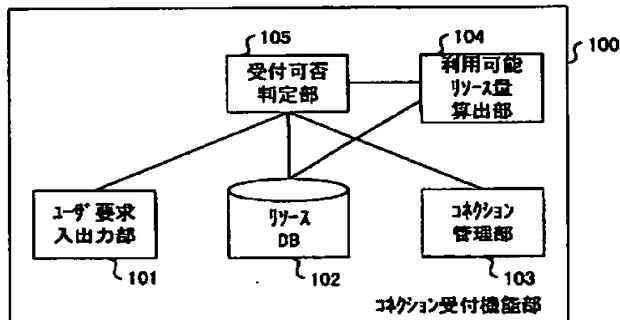 105
受付可否
判定部
104
利用可能
リソース量
算出部
100
ユーザ要求
入出力部
101
リソース
DB
102
コネクション
管理部
103
コネクション受付機能部